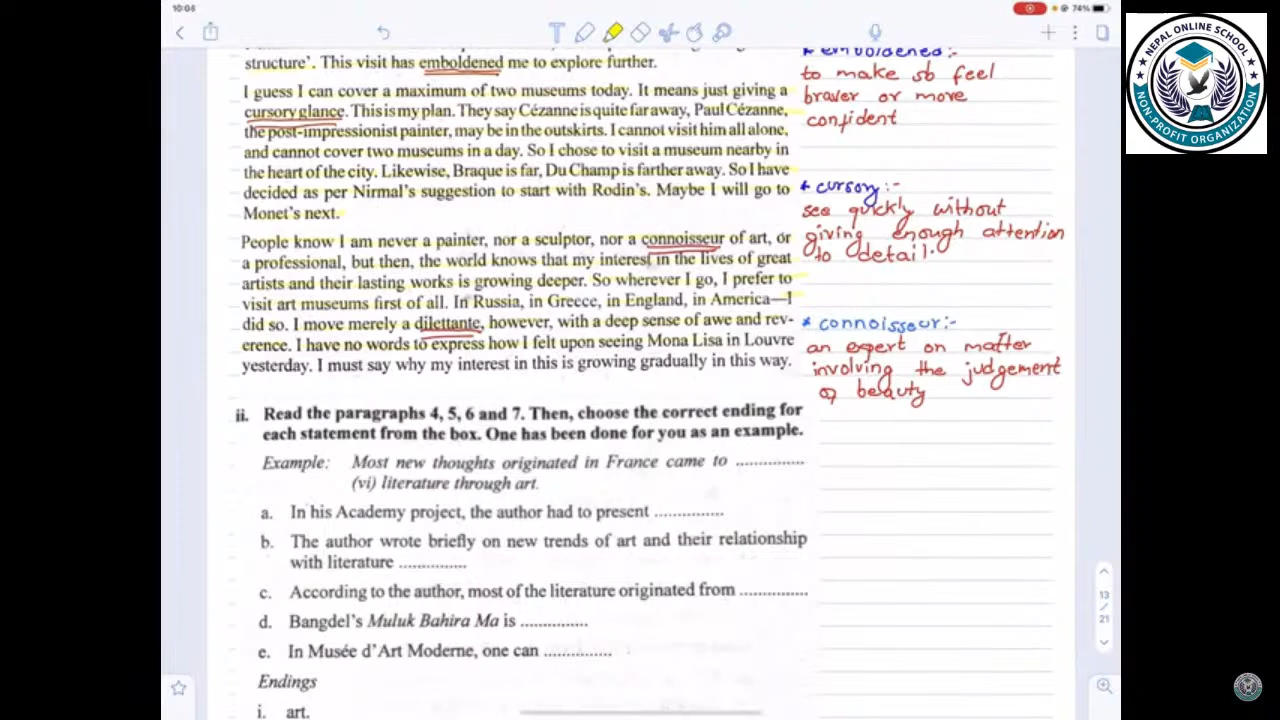 10:08
74%
structure'. This visit has emboldened me to explore further.
I guess I can cover a maximum of two museums today. It means just giving a
cursory glance. This is my plan. They say Cézanne is quite far away, Paul Cézanne,
the post-impressionist painter, may be in the outskirts. I cannot visit him all alone,
and cannot cover two museums in a day. So I chose to visit a museum nearby in
the heart of the city. Likewise, Braque is far, Du Champ is farther away. So I have
decided as per Nirmal's suggestion to start with Rodin's. Maybe I will go to
Monet's next.
People know I am never a painter, nor a sculptor, nor a connoisseur of art, or
a professional, but then, the world knows that my interest in the lives of great
artists and their lasting works is growing deeper. So wherever I go, I prefer to
visit art museums first of all. In Russia, in Greece, in England, in America—I
did so. I move merely a dilettante, however, with a deep sense of awe and rev-
erence. I have no words to express how I felt upon seeing Mona Lisa in Louvre
yesterday. I must say why my interest in this is growing gradually in this way.
ii. Read the paragraphs 4, 5, 6 and 7. Then, choose the correct ending for
each statement from the box. One has been done for you as an example.
Example: Most new thoughts originated in France came to ..............
(vi) literature through art.
a. In his Academy project, the author had to present ..............
b. The author wrote briefly on new trends of art and their relationship
with literature ..............
c. According to the author, most of the literature originated from ..............
d. Bangdel's Muluk Bahira Ma is ..............
e. In Musée d'Art Moderne, one can ..............
Endings
i. art.
* emboldened :-
to make sb feel
braver or more
confident
* cursory :-
see quickly without
giving enough attention
to detail.
* connoisseur :-
an expert on matter
involving the judgement
of beauty
13
/
21
NEPAL ONLINE SCHOOL
NON-PROFIT ORGANIZATION